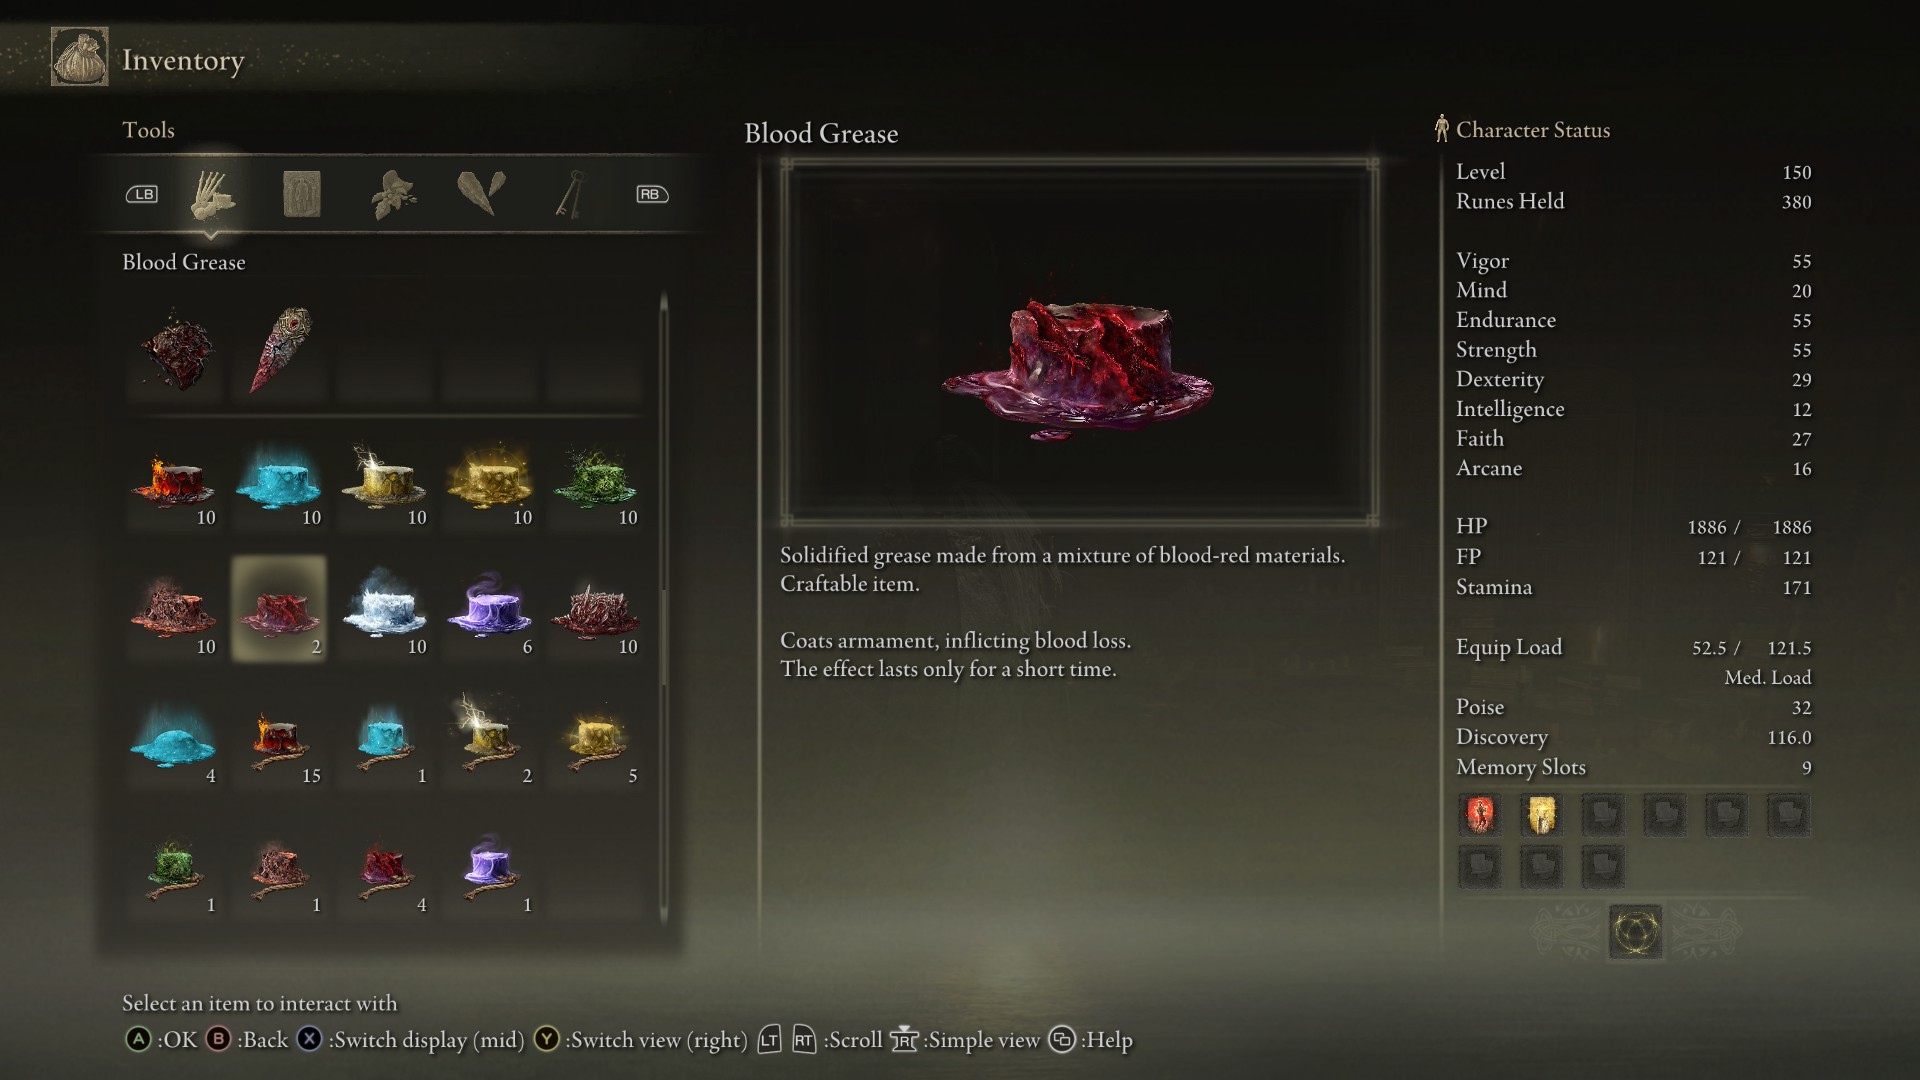 Inventory
Tools
LB
RB
Blood Grease
10 10 10 10 10
10 2 10 6 10
4 15 1 2 5
1 1 4 1
Blood Grease
Solidified grease made from a mixture of blood-red materials.
Craftable item.
Coats armament, inflicting blood loss.
The effect lasts only for a short time.
Character Status
Level 150
Runes Held 380
Vigor 55
Mind 20
Endurance 55
Strength 55
Dexterity 29
Intelligence 12
Faith 27
Arcane 16
HP 1886 / 1886
FP 121 / 121
Stamina 171
Equip Load 52.5 / 121.5
Med. Load
Poise 32
Discovery 116.0
Memory Slots 9
Select an item to interact with
A :OK B :Back X :Switch display (mid) Y :Switch view (right) LT RT :Scroll R :Simple view :Help